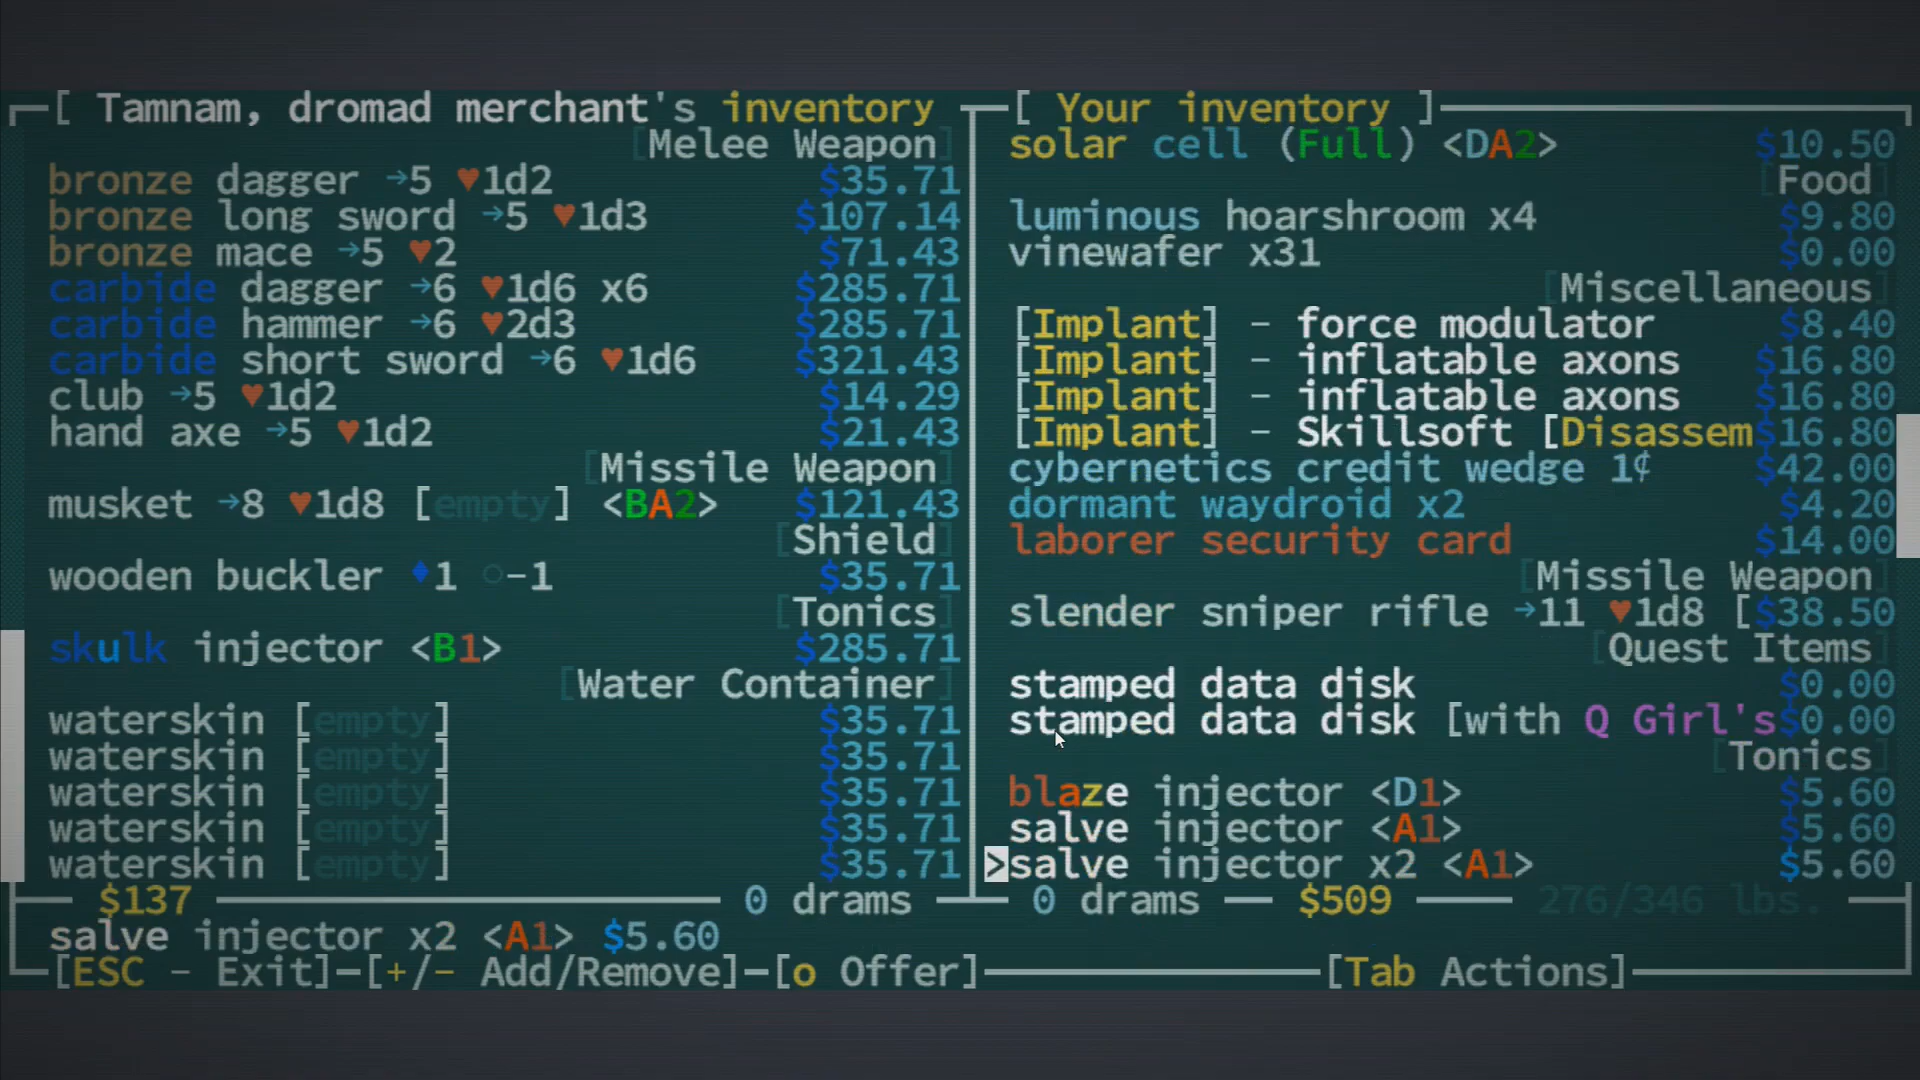 [ Tamnam, dromad merchant's inventory
[Melee Weapon]
bronze dagger →5 ♥1d2 $35.71
bronze long sword →5 ♥1d3 $107.14
bronze mace →5 ♥2 $71.43
carbide dagger →6 ♥1d6 x6 $285.71
carbide hammer →6 ♥2d3 $285.71
carbide short sword →6 ♥1d6 $321.43
club →5 ♥1d2 $14.29
hand axe →5 ♥1d2 $21.43
[Missile Weapon]
musket →8 ♥1d8 [empty] <BA2> $121.43
[Shield]
wooden buckler ♦1 ○-1 $35.71
[Tonics]
skulk injector <B1> $285.71
[Water Container]
waterskin [empty] $35.71
waterskin [empty] $35.71
waterskin [empty] $35.71
waterskin [empty] $35.71
waterskin [empty] $35.71
$137 0 drams
[ Your inventory ]
solar cell (Full) <DA2> $10.50
[Food]
luminous hoarshroom x4 $9.80
vinewafer x31 $0.00
[Miscellaneous]
[Implant] - force modulator $8.40
[Implant] - inflatable axons $16.80
[Implant] - inflatable axons $16.80
[Implant] - Skillsoft [Disassem $16.80
cybernetics credit wedge 1¢ $42.00
dormant waydroid x2 $4.20
laborer security card $14.00
[Missile Weapon]
slender sniper rifle →11 ♥1d8 [ $38.50
[Quest Items]
stamped data disk $0.00
stamped data disk [with Q Girl's $0.00
[Tonics]
blaze injector <D1> $5.60
salve injector <A1> $5.60
>salve injector x2 <A1> $5.60
0 drams $509 276/346 lbs.
salve injector x2 <A1> $5.60
[ESC - Exit]-[+/- Add/Remove]-[o Offer] [Tab Actions]